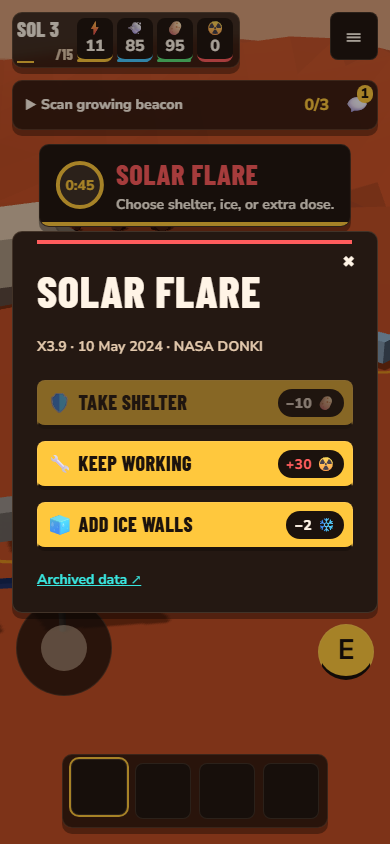 SOL 3
/15
11
85
95
0
▶ Scan growing beacon
0/3
1
0:45
SOLAR FLARE
Choose shelter, ice, or extra dose.
SOLAR FLARE
X3.9 · 10 May 2024 · NASA DONKI
TAKE SHELTER
−10
KEEP WORKING
+30
ADD ICE WALLS
−2
Archived data ↗
E